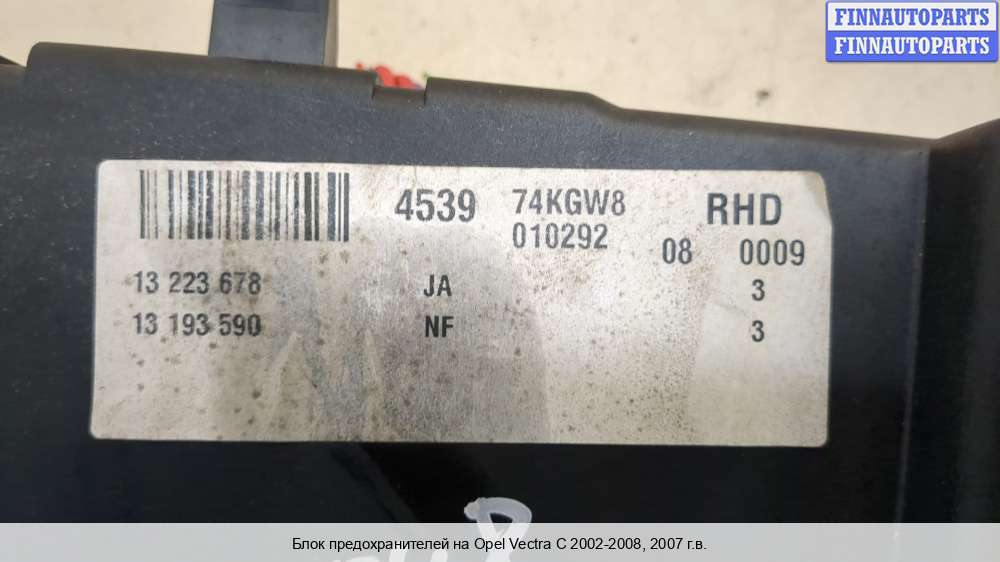 FINNAUTOPARTS
FINNAUTOPARTS
4539 74KGW8 RHD
010292 08 0009
13 223 678 JA 3
13 193 590 NF 3
Блок предохранителей на Opel Vectra C 2002-2008, 2007 г.в.